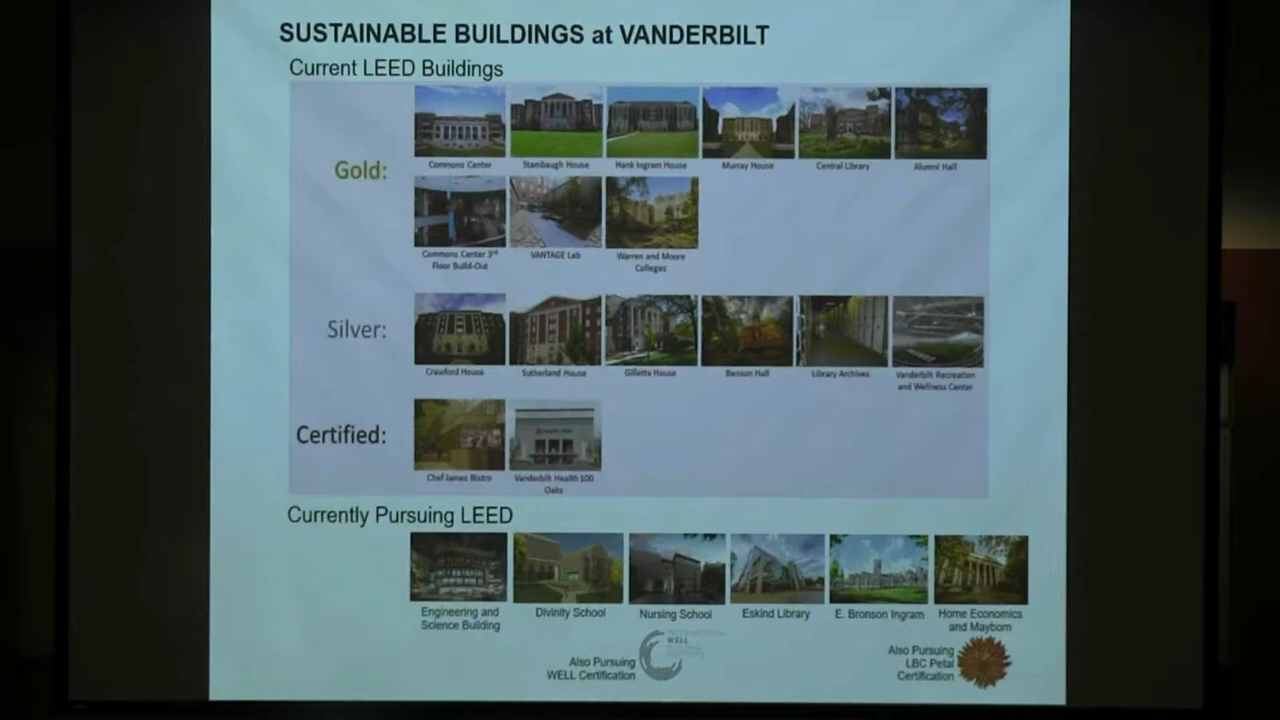 SUSTAINABLE BUILDINGS at VANDERBILT
Current LEED Buildings
Gold:
Commons Center
Stambaugh House
Hank Ingram House
Murray House
Central Library
Alumni Hall
Commons Center 3rd
Floor Build-Out
VANTAGE Lab
Warren and Moore
Colleges
Silver:
Crawford House
Sutherland House
Gillette House
Benson Hall
Library Archives
Vanderbilt Recreation
and Wellness Center
Certified:
Chef James Bistro
Vanderbilt Health 100
Oaks
Currently Pursuing LEED
Engineering and
Science Building
Divinity School
Nursing School
Eskind Library
E. Bronson Ingram
Home Economics
and Mayborn
Also Pursuing
WELL Certification
INTERNATIONAL
WELL
BUILDING
INSTITUTE
Also Pursuing
LBC Petal
Certification